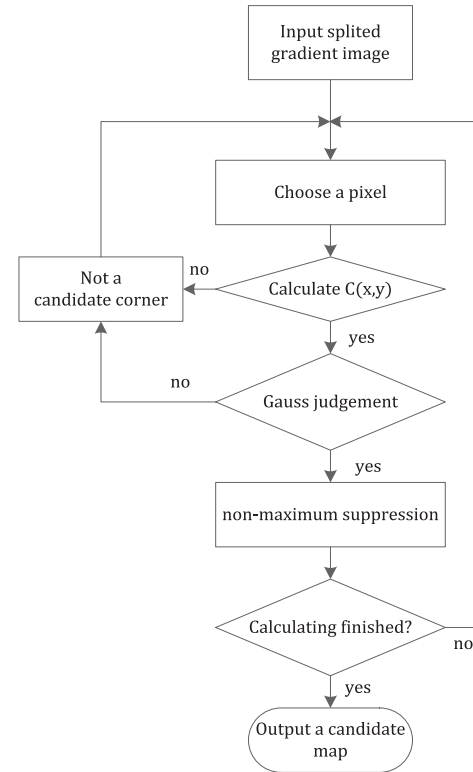 Input splited
gradient image
Choose a pixel
Not a
candidate corner
no
Calculate C(x,y)
yes
no
Gauss judgement
yes
non-maximum suppression
Calculating finished?
no
yes
Output a candidate
map